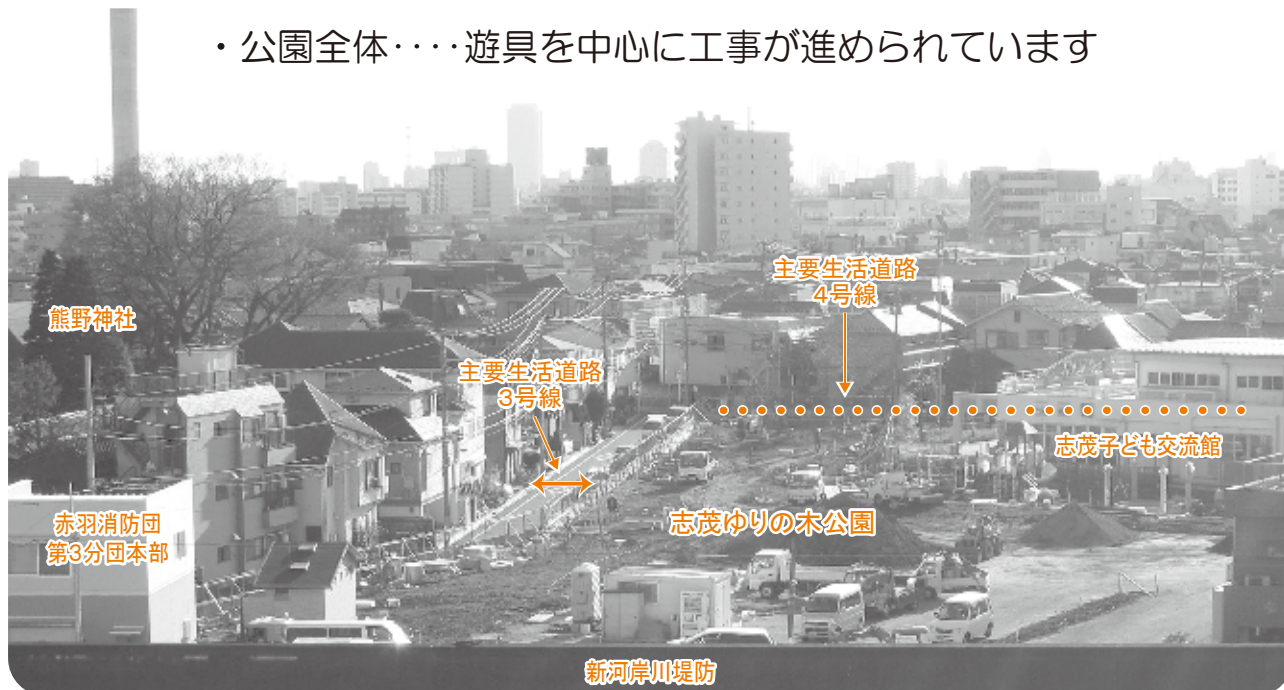 ・公園全体‥‥遊具を中心に工事が進められています
主要生活道路
4号線
熊野神社
主要生活道路
3号線
志茂子ども交流館
赤羽消防団
第3分団本部
志茂ゆりの木公園
新河岸川堤防